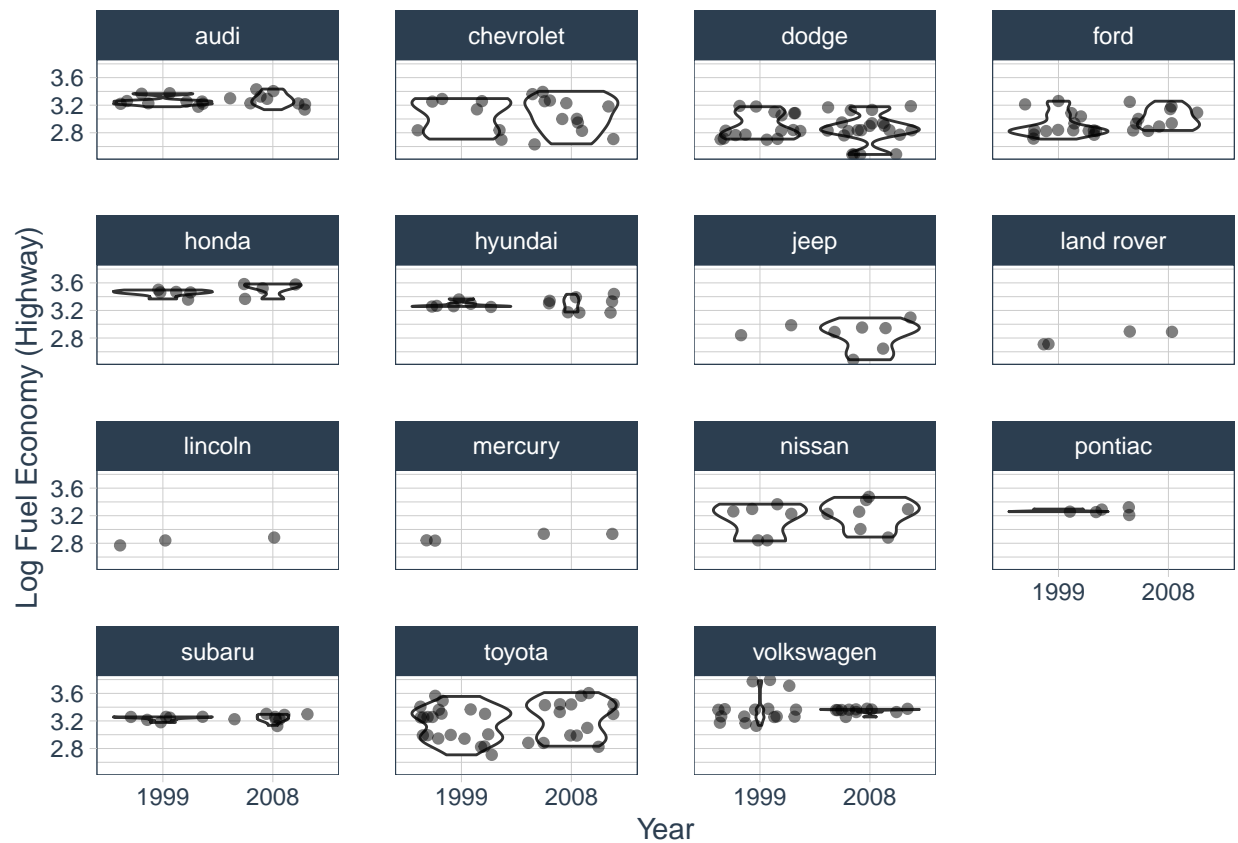 audi chevrolet dodge ford
3.6
3.2
2.8
honda hyundai jeep land rover
3.6
3.2
2.8
Log Fuel Economy (Highway)
lincoln mercury nissan pontiac
3.6
3.2
2.8
1999 2008
subaru toyota volkswagen
3.6
3.2
2.8
1999 2008 1999 2008 1999 2008
Year